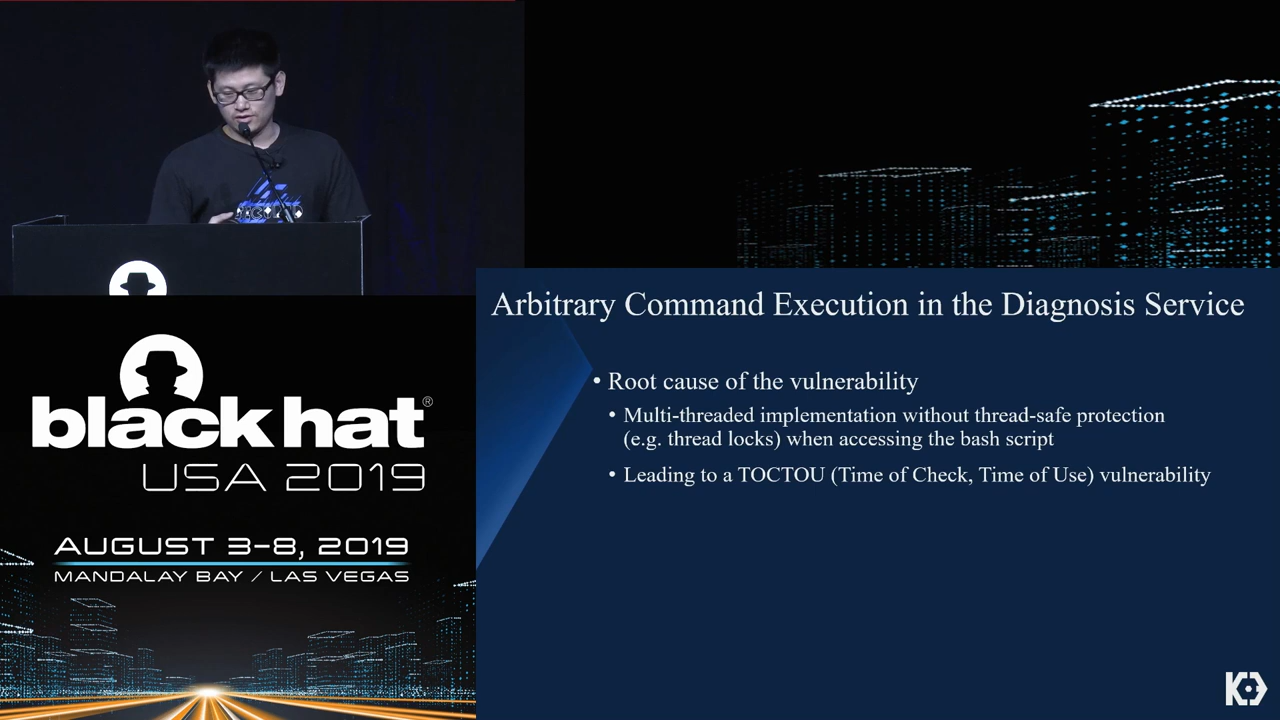 Arbitrary Command Execution in the Diagnosis Service
• Root cause of the vulnerability
• Multi-threaded implementation without thread-safe protection
(e.g. thread locks) when accessing the bash script
• Leading to a TOCTOU (Time of Check, Time of Use) vulnerability
black hat®
USA 2019
AUGUST 3–8, 2019
MANDALAY BAY / LAS VEGAS